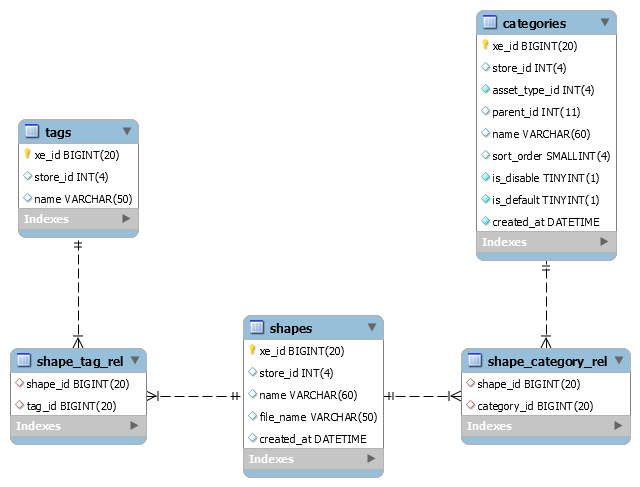 categories
xe_id BIGINT(20)
store_id INT(4)
asset_type_id INT(4)
parent_id INT(11)
name VARCHAR(60)
sort_order SMALLINT(4)
is_disable TINYINT(1)
is_default TINYINT(1)
created_at DATETIME
Indexes
tags
xe_id BIGINT(20)
store_id INT(4)
name VARCHAR(50)
Indexes
shape_tag_rel
shape_id BIGINT(20)
tag_id BIGINT(20)
Indexes
shapes
xe_id BIGINT(20)
store_id INT(4)
name VARCHAR(60)
file_name VARCHAR(50)
created_at DATETIME
Indexes
shape_category_rel
shape_id BIGINT(20)
category_id BIGINT(20)
Indexes